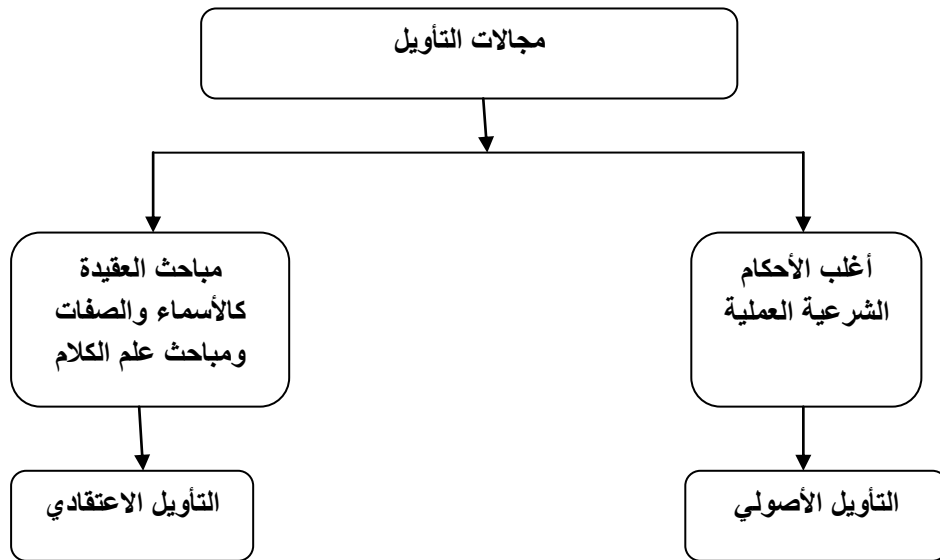 مجالات التأويل
أغلب الأحكام
الشرعية العملية
مباحث العقيدة
كالأسماء والصفات
ومباحث علم الكلام
التأويل الأصولي
التأويل الاعتقادي